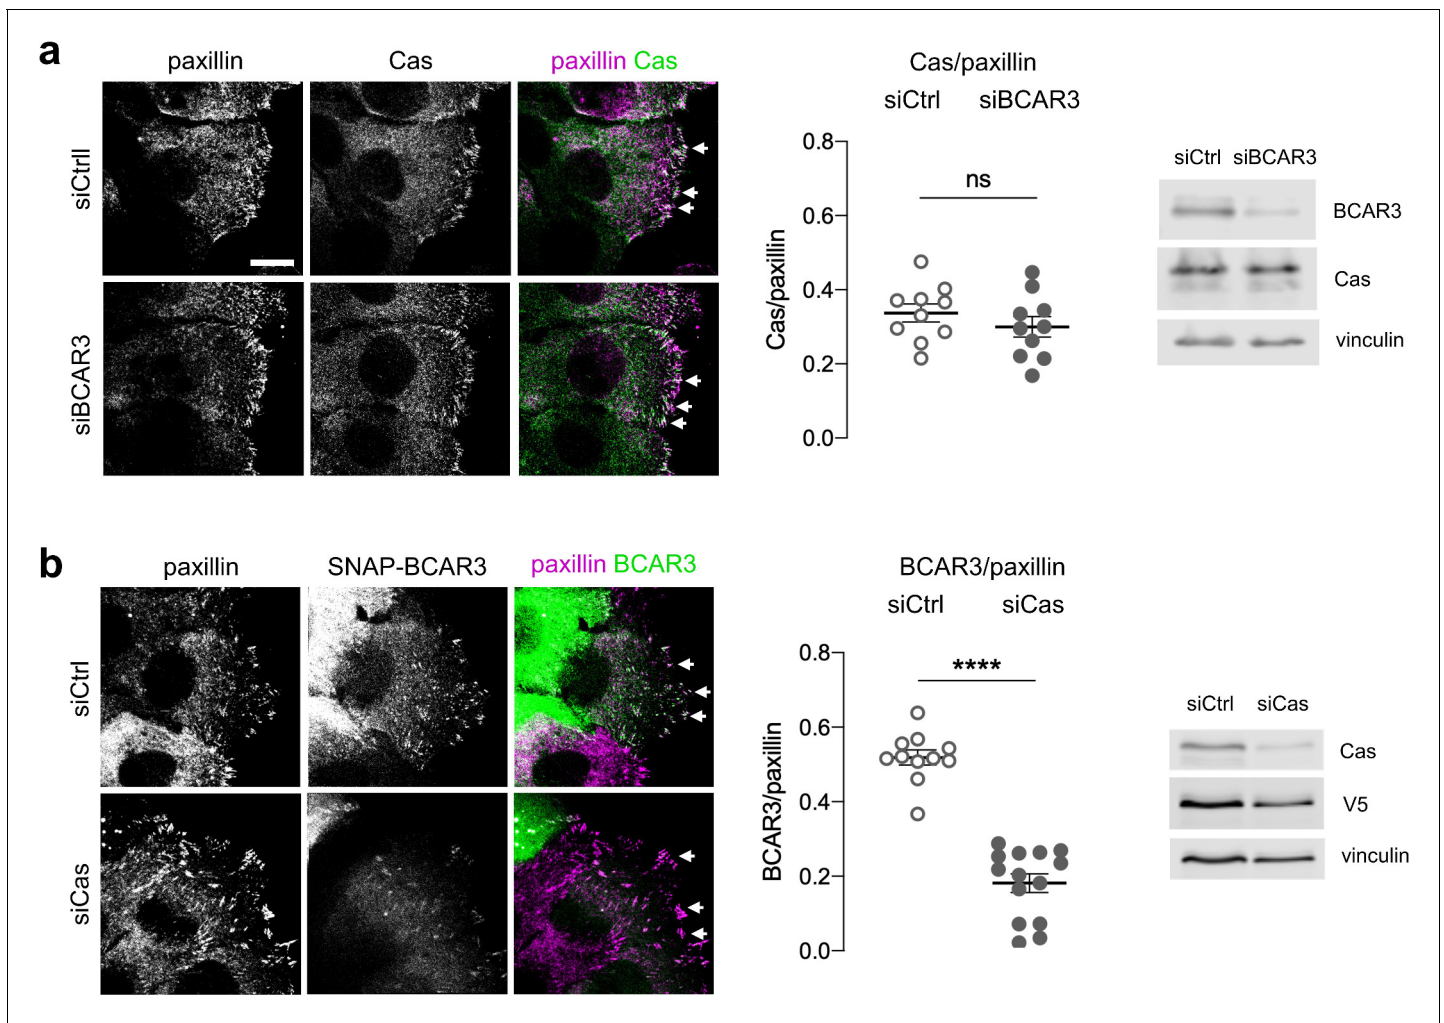 a
paxillin Cas paxillin Cas
siCtrll
siBCAR3
Cas/paxillin
siCtrl siBCAR3
0.8
0.6
0.4
0.2
0.0
Cas/paxillin
ns
siCtrl siBCAR3
BCAR3
Cas
vinculin
b
paxillin SNAP-BCAR3 paxillin BCAR3
siCtrl
siCas
BCAR3/paxillin
siCtrl siCas
0.8
0.6
0.4
0.2
0.0
BCAR3/paxillin
****
siCtrl siCas
Cas
V5
vinculin